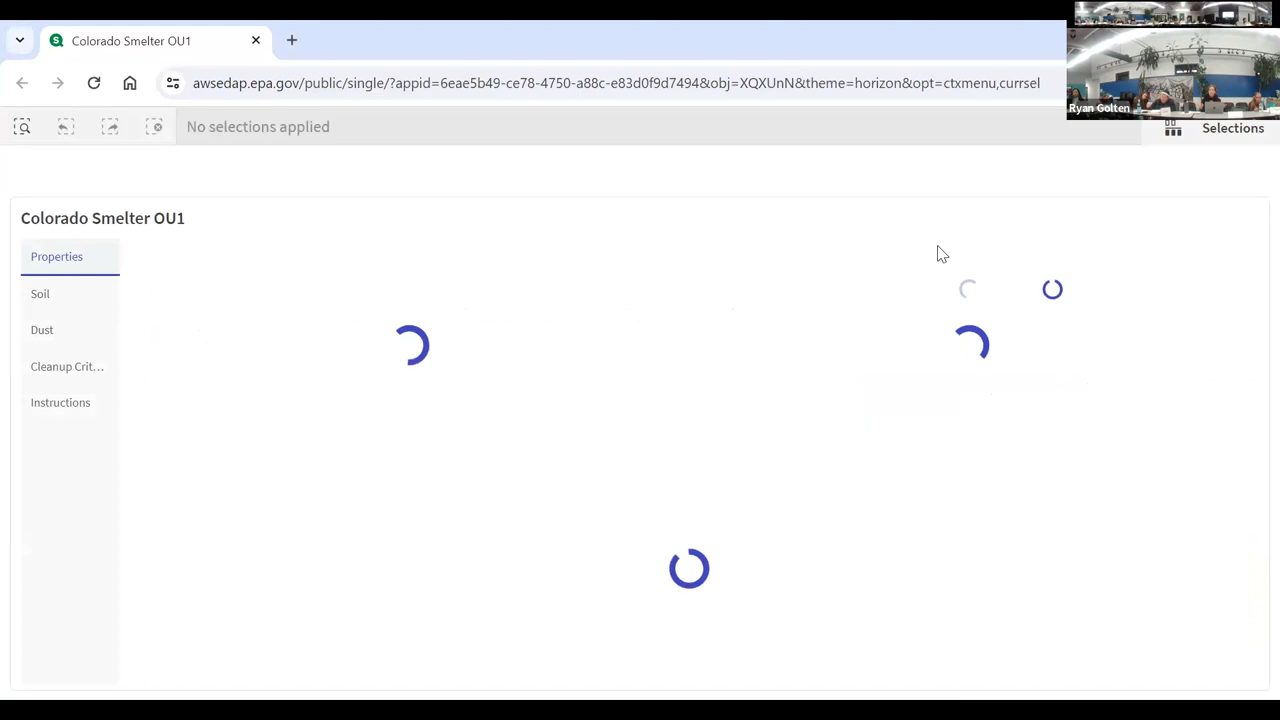 Colorado Smelter OU1
awsedap.epa.gov/public/single/?appid=6eae5b49-ce78-4750-a88c-e83d0f9d7494&obj=XQXUnN&theme=horizon&opt=ctxmenu,currsel
Ryan Golten
No selections applied
Selections
Colorado Smelter OU1
Properties
Soil
Dust
Cleanup Crit...
Instructions